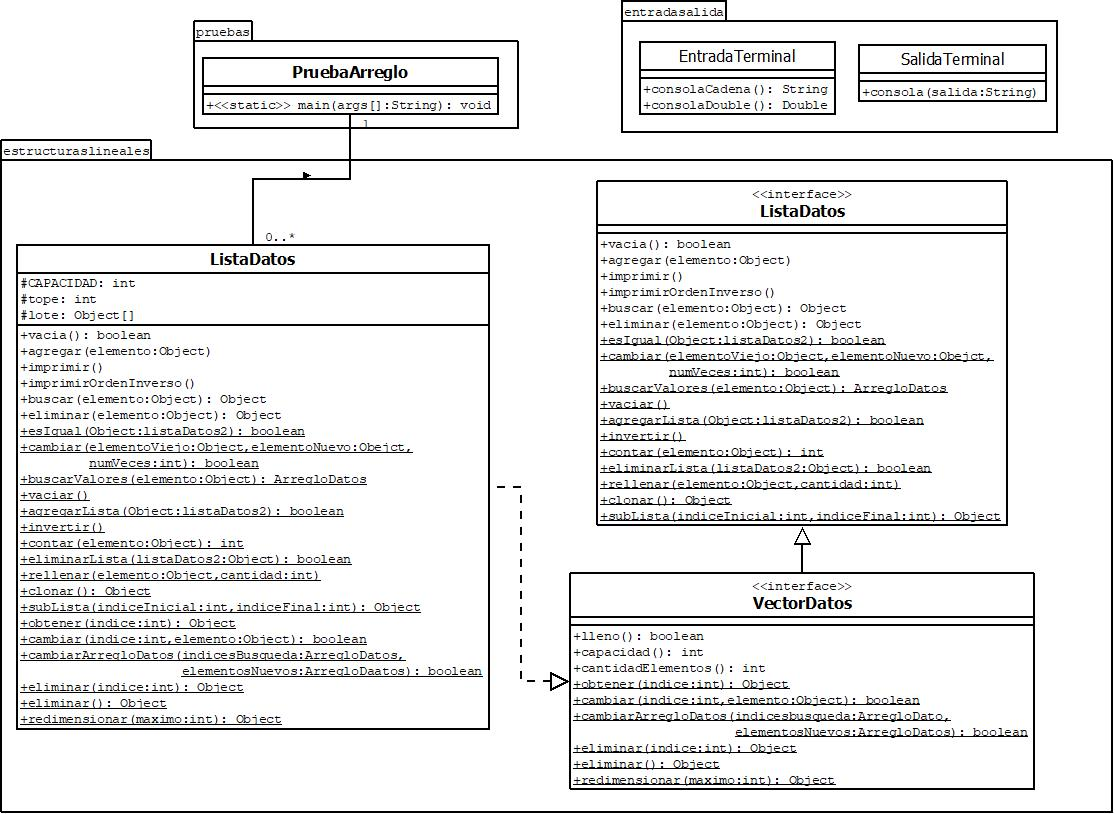 pruebas
PruebaArreglo
+<<static>> main(args[]:String): void
1
entradasalida
EntradaTerminal
+consolaCadena(): String
+consolaDouble(): Double
SalidaTerminal
+consola(salida:String)
estructuraslineales
0..*
ListaDatos
#CAPACIDAD: int
#tope: int
#lote: Object[]
+vacia(): boolean
+agregar(elemento:Object)
+imprimir()
+imprimirOrdenInverso()
+buscar(elemento:Object): Object
+eliminar(elemento:Object): Object
+esIgual(Object:listaDatos2): boolean
+cambiar(elementoViejo:Object,elementoNuevo:Obejct,
numVeces:int): boolean
+buscarValores(elemento:Object): ArregloDatos
+vaciar()
+agregarLista(Object:listaDatos2): boolean
+invertir()
+contar(elemento:Object): int
+eliminarLista(listaDatos2:Object): boolean
+rellenar(elemento:Object,cantidad:int)
+clonar(): Object
+subLista(indiceInicial:int,indiceFinal:int): Object
+obtener(indice:int): Object
+cambiar(indice:int,elemento:Object): boolean
+cambiarArregloDatos(indicesBusqueda:ArregloDatos,
elementosNuevos:ArregloDaatos): boolean
+eliminar(indice:int): Object
+eliminar(): Object
+redimensionar(maximo:int): Object
<<interface>>
ListaDatos
+vacia(): boolean
+agregar(elemento:Object)
+imprimir()
+imprimirOrdenInverso()
+buscar(elemento:Object): Object
+eliminar(elemento:Object): Object
+esIgual(Object:listaDatos2): boolean
+cambiar(elementoViejo:Object,elementoNuevo:Obejct,
numVeces:int): boolean
+buscarValores(elemento:Object): ArregloDatos
+vaciar()
+agregarLista(Object:listaDatos2): boolean
+invertir()
+contar(elemento:Object): int
+eliminarLista(listaDatos2:Object): boolean
+rellenar(elemento:Object,cantidad:int)
+clonar(): Object
+subLista(indiceInicial:int,indiceFinal:int): Object
<<interface>>
VectorDatos
+lleno(): boolean
+capacidad(): int
+cantidadElementos(): int
+obtener(indice:int): Object
+cambiar(indice:int,elemento:Object): boolean
+cambiarArregloDatos(indicesbusqueda:ArregloDato,
elementosNuevos:ArregloDatos): boolean
+eliminar(indice:int): Object
+eliminar(): Object
+redimensionar(maximo:int): Object